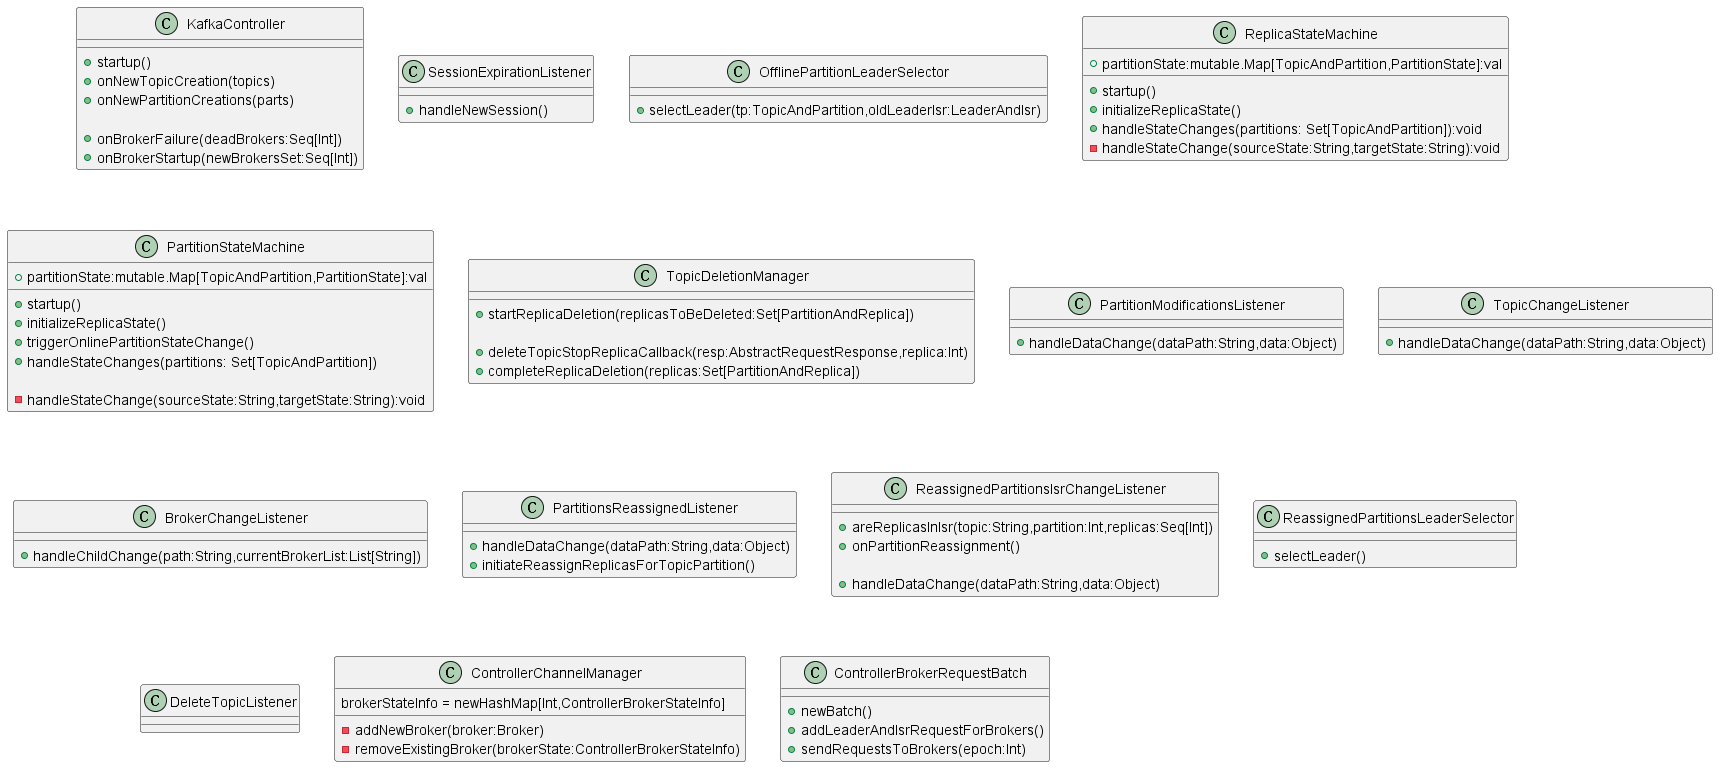 C KafkaController
startup()
onNewTopicCreation(topics)
onNewPartitionCreations(parts)
onBrokerFailure(deadBrokers:Seq[Int])
onBrokerStartup(newBrokersSet:Seq[Int])
C SessionExpirationListener
handleNewSession()
C OfflinePartitionLeaderSelector
selectLeader(tp:TopicAndPartition,oldLeaderIsr:LeaderAndIsr)
C ReplicaStateMachine
partitionState:mutable.Map[TopicAndPartition,PartitionState]:val
startup()
initializeReplicaState()
handleStateChanges(partitions: Set[TopicAndPartition]):void
handleStateChange(sourceState:String,targetState:String):void
C PartitionStateMachine
partitionState:mutable.Map[TopicAndPartition,PartitionState]:val
startup()
initializeReplicaState()
triggerOnlinePartitionStateChange()
handleStateChanges(partitions: Set[TopicAndPartition])
handleStateChange(sourceState:String,targetState:String):void
C TopicDeletionManager
startReplicaDeletion(replicasToBeDeleted:Set[PartitionAndReplica])
deleteTopicStopReplicaCallback(resp:AbstractRequestResponse,replica:Int)
completeReplicaDeletion(replicas:Set[PartitionAndReplica])
C PartitionModificationsListener
handleDataChange(dataPath:String,data:Object)
C TopicChangeListener
handleDataChange(dataPath:String,data:Object)
C BrokerChangeListener
handleChildChange(path:String,currentBrokerList:List[String])
C PartitionsReassignedListener
handleDataChange(dataPath:String,data:Object)
initiateReassignReplicasForTopicPartition()
C ReassignedPartitionsIsrChangeListener
areReplicasInIsr(topic:String,partition:Int,replicas:Seq[Int])
onPartitionReassignment()
handleDataChange(dataPath:String,data:Object)
C ReassignedPartitionsLeaderSelector
selectLeader()
C DeleteTopicListener
C ControllerChannelManager
brokerStateInfo = newHashMap[Int,ControllerBrokerStateInfo]
addNewBroker(broker:Broker)
removeExistingBroker(brokerState:ControllerBrokerStateInfo)
C ControllerBrokerRequestBatch
newBatch()
addLeaderAndIsrRequestForBrokers()
sendRequestsToBrokers(epoch:Int)